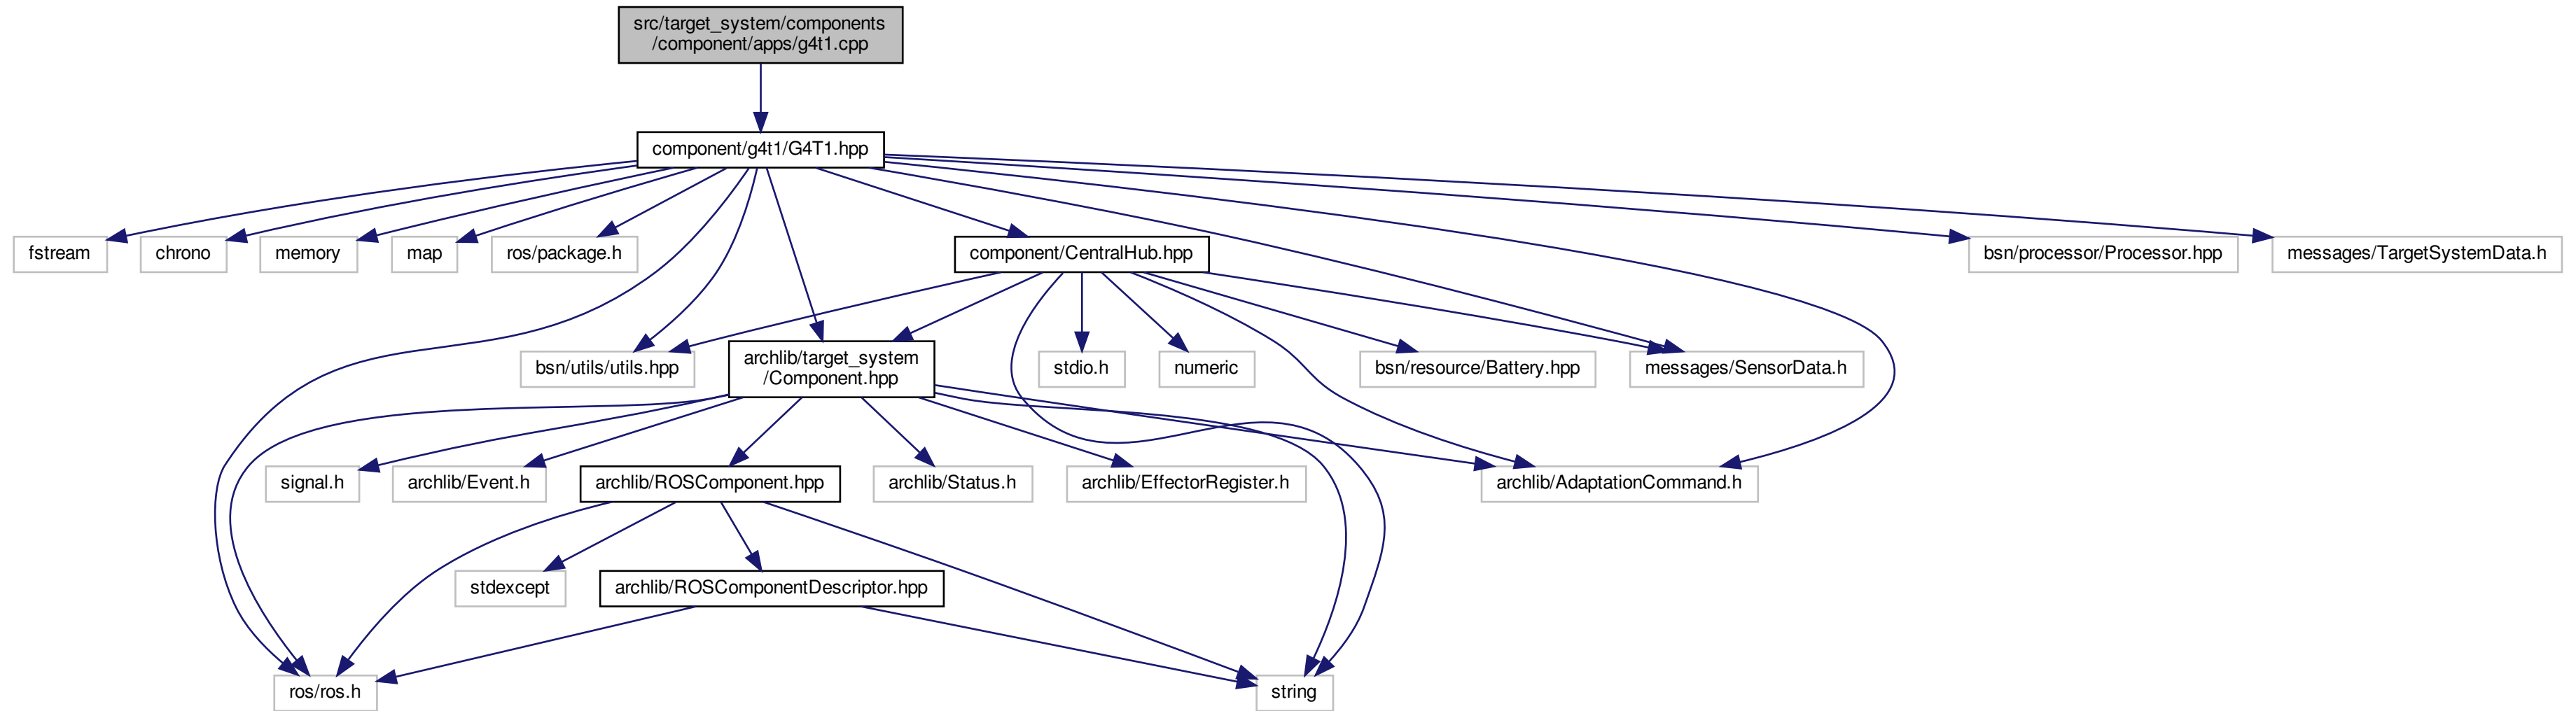 src/target_system/components
/component/apps/g4t1.cpp
component/g4t1/G4T1.hpp
fstream
chrono
memory
map
ros/package.h
component/CentralHub.hpp
bsn/processor/Processor.hpp
messages/TargetSystemData.h
bsn/utils/utils.hpp
archlib/target_system
/Component.hpp
stdio.h
numeric
bsn/resource/Battery.hpp
messages/SensorData.h
signal.h
archlib/Event.h
archlib/ROSComponent.hpp
archlib/Status.h
archlib/EffectorRegister.h
archlib/AdaptationCommand.h
stdexcept
archlib/ROSComponentDescriptor.hpp
ros/ros.h
string